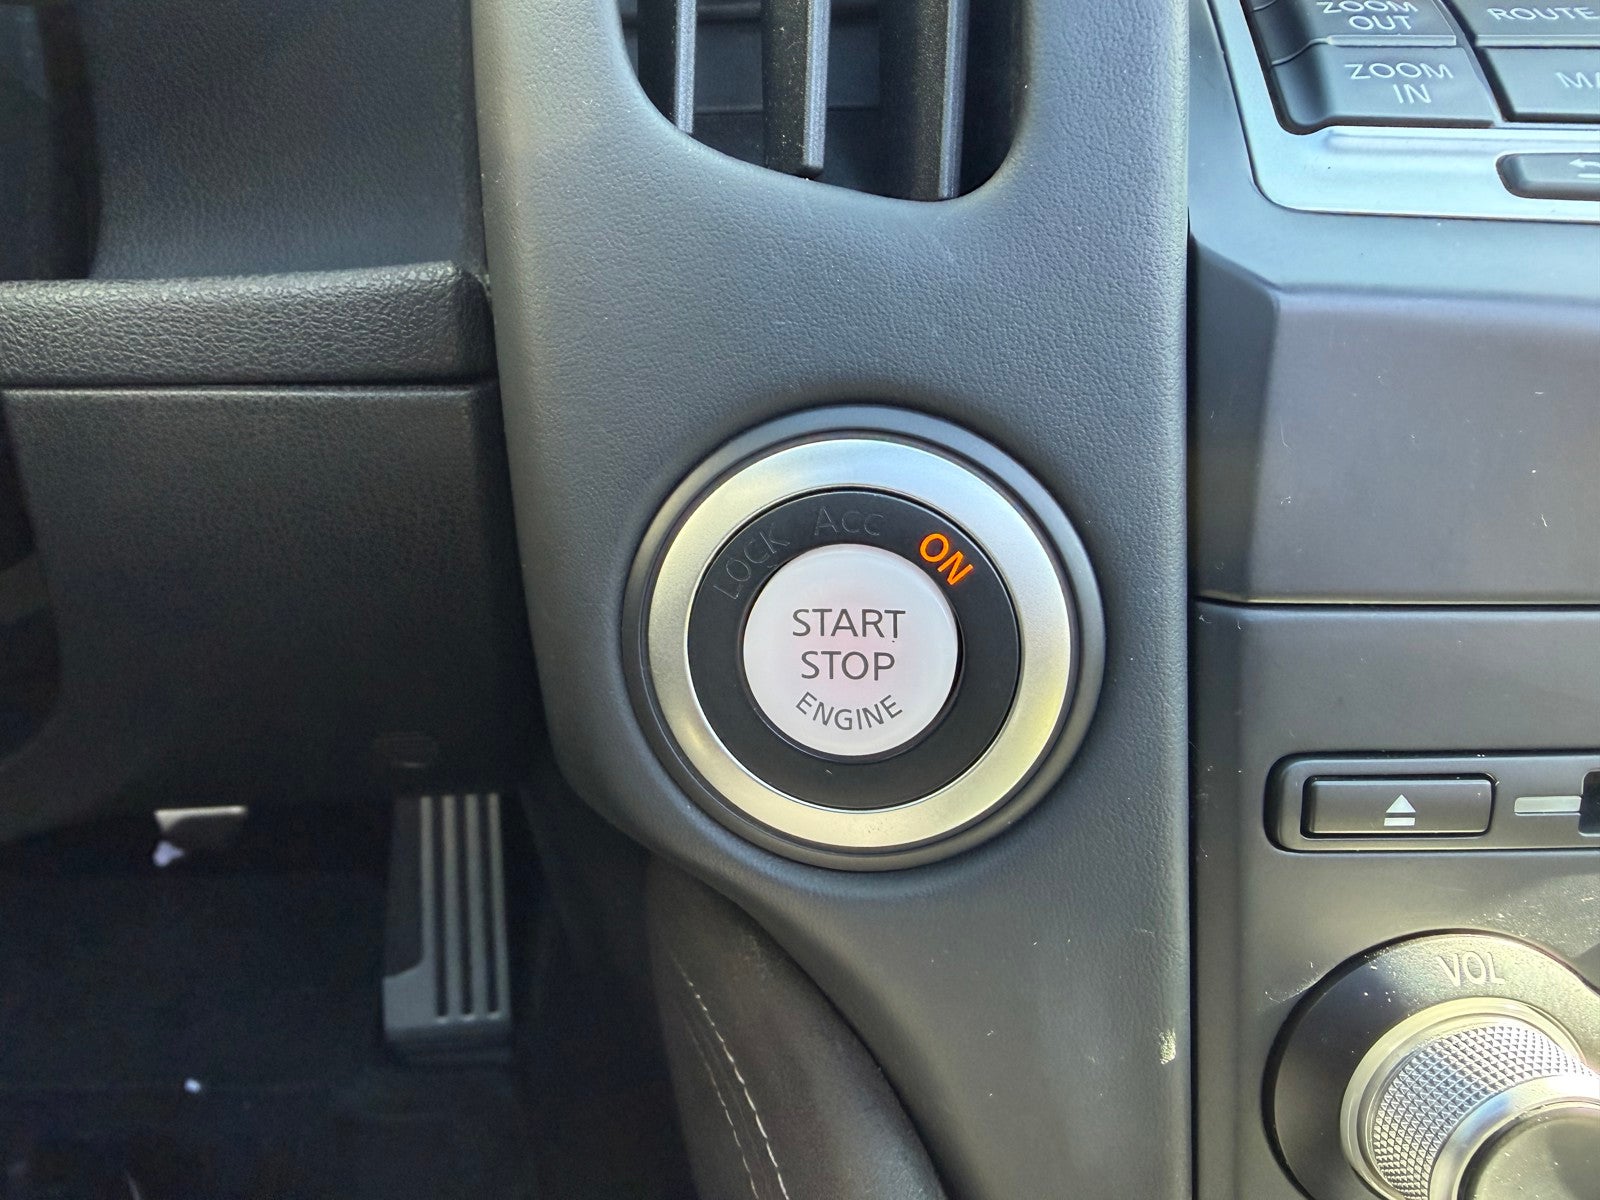 ZOOM
OUT
ROUTE
ZOOM
IN
LOCK ACC ON
START
STOP
ENGINE
VOL